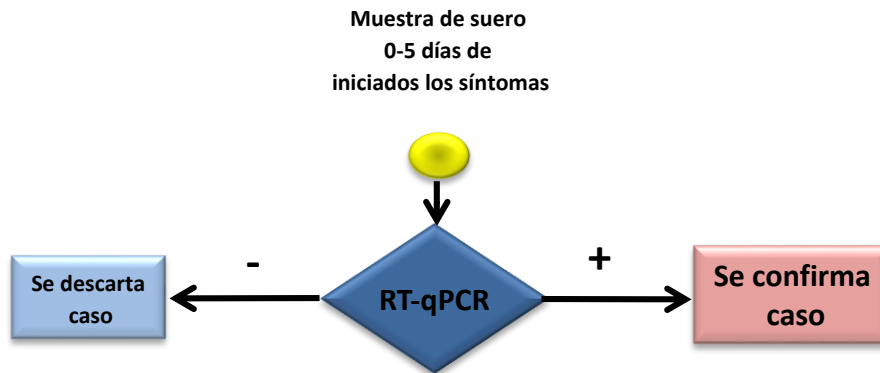 Muestra de suero
0-5 días de
iniciados los síntomas
-
+
Se descarta
caso
RT-qPCR
Se confirma
caso